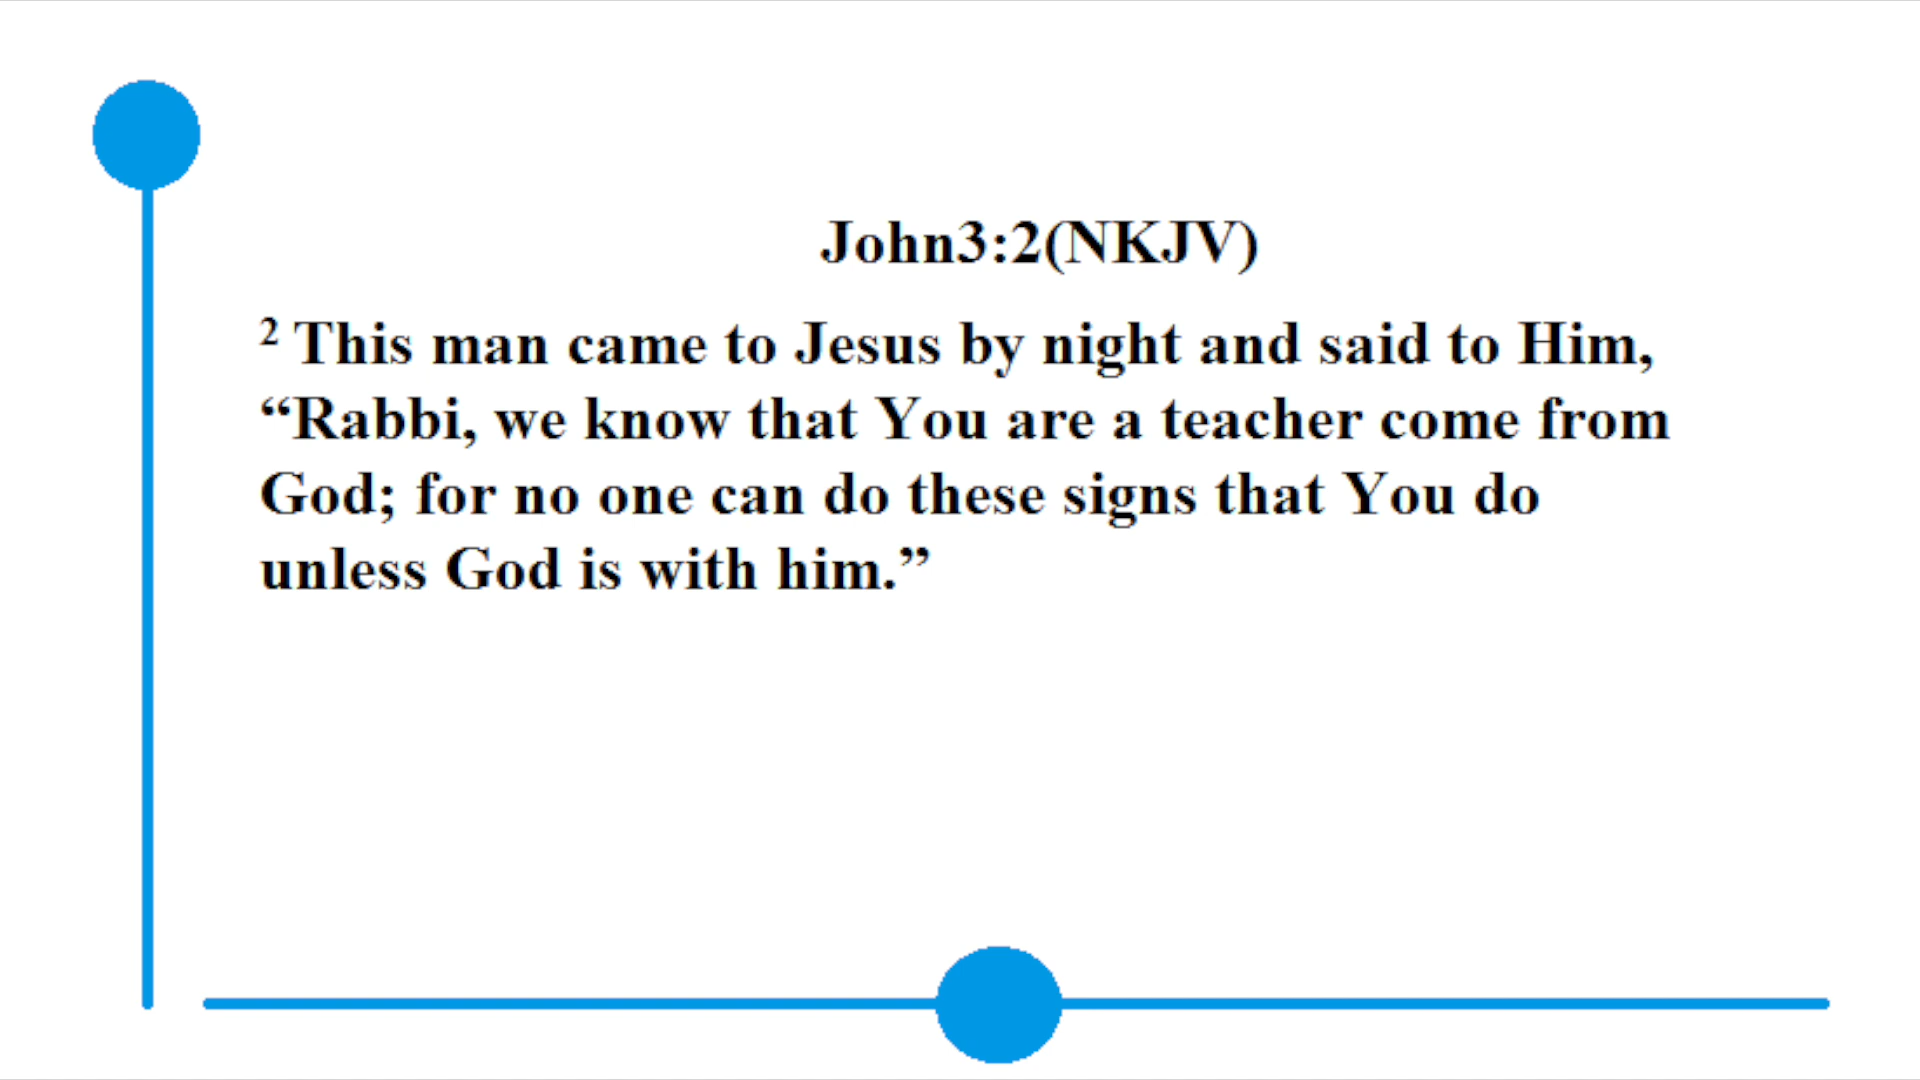 John3:2(NKJV)
2 This man came to Jesus by night and said to Him,
“Rabbi, we know that You are a teacher come from
God; for no one can do these signs that You do
unless God is with him.”